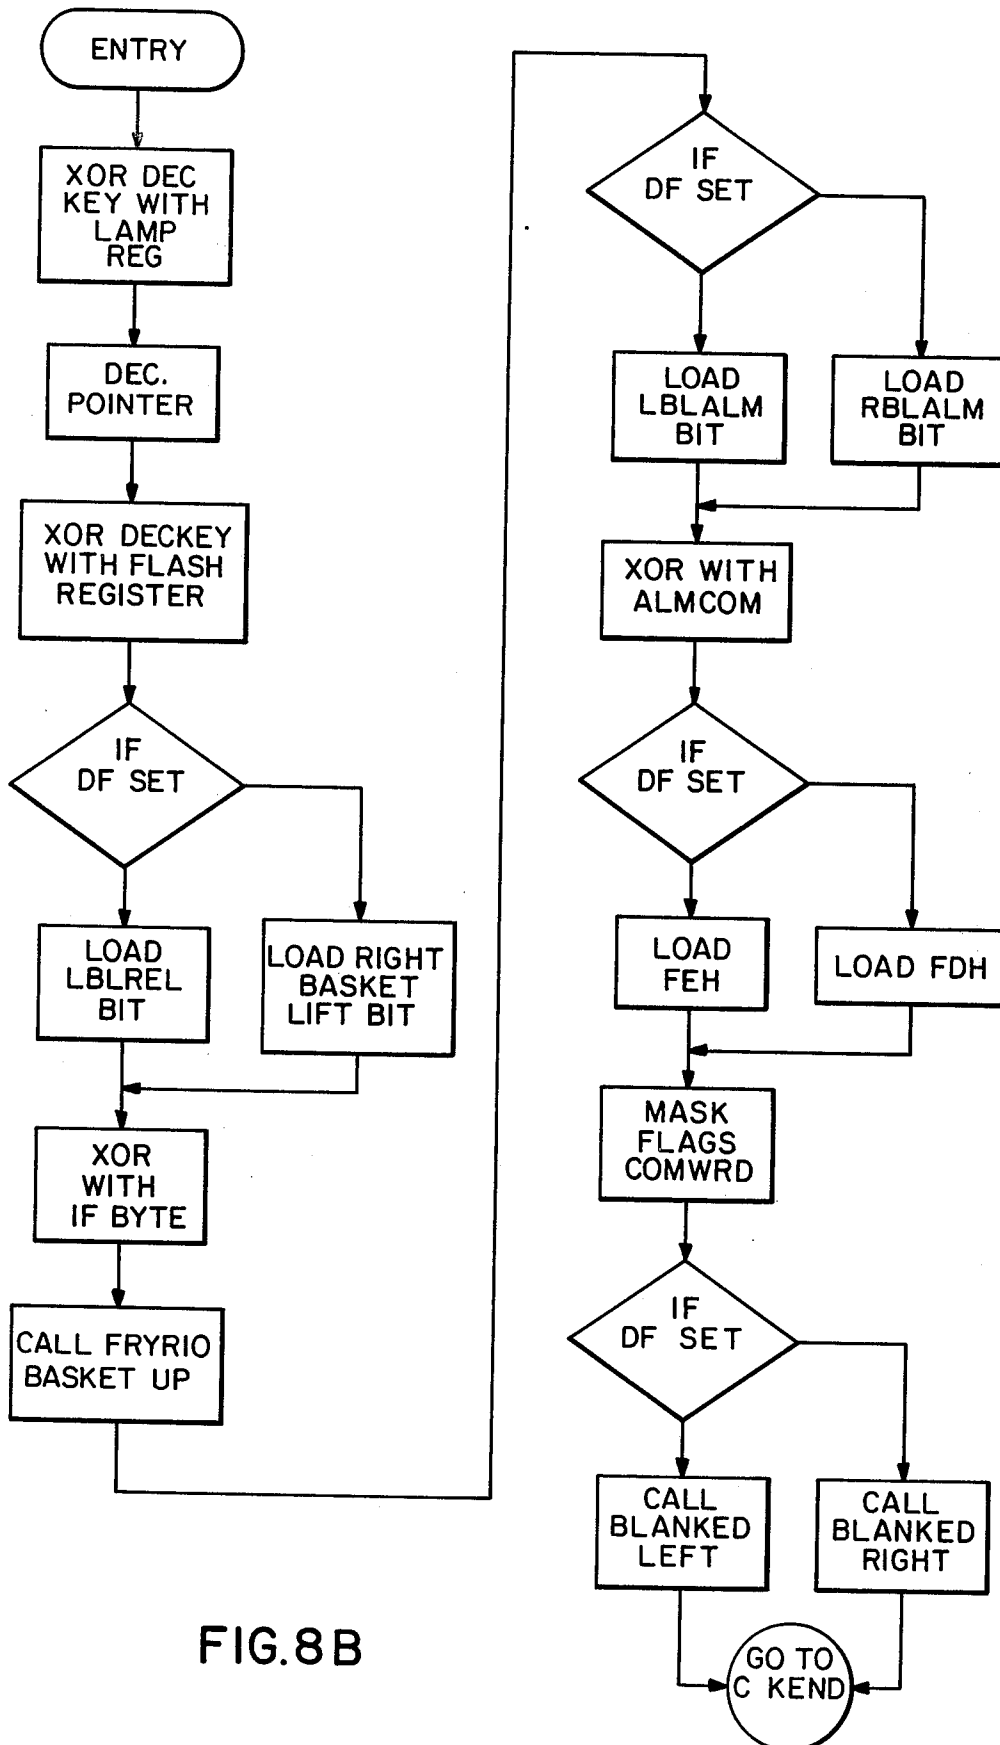 ENTRY
XOR DEC
KEY WITH
LAMP
REG
DEC.
POINTER
XOR DECKEY
WITH FLASH
REGISTER
IF
DF SET
LOAD
LBLREL
BIT
LOAD RIGHT
BASKET
LIFT BIT
XOR
WITH
IF BYTE
CALL FRYRIO
BASKET UP
IF
DF SET
LOAD
LBLALM
BIT
LOAD
RBLALM
BIT
XOR WITH
ALMCOM
IF
DF SET
LOAD
FEH
LOAD FDH
MASK
FLAGS
COMWRD
IF
DF SET
CALL
BLANKED
LEFT
CALL
BLANKED
RIGHT
GO TO
C KEND
FIG.8B